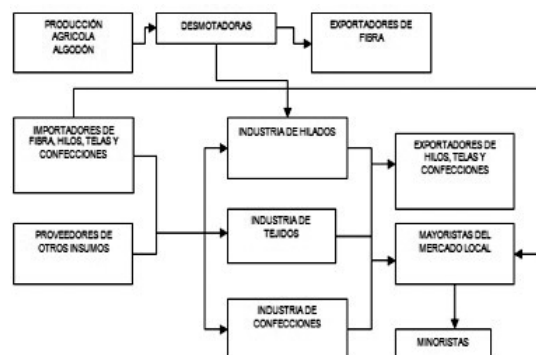 PRODUCCIÓN
AGRICOLA
ALGODÓN
DESMOTADORAS
EXPORTADORES DE
FIBRA
IMPORTADORES DE
FIBRA, HILOS, TELAS Y
CONFECCIONES
INDUSTRIA DE HILADOS
EXPORTADORES DE
HILOS, TELAS Y
CONFECCIONES
PROVEEDORES DE
OTROS INSUMOS
INDUSTRIA DE
TEJIDOS
MAYORISTAS DEL
MERCADO LOCAL
INDUSTRIA DE
CONFECCIONES
MINORISTAS